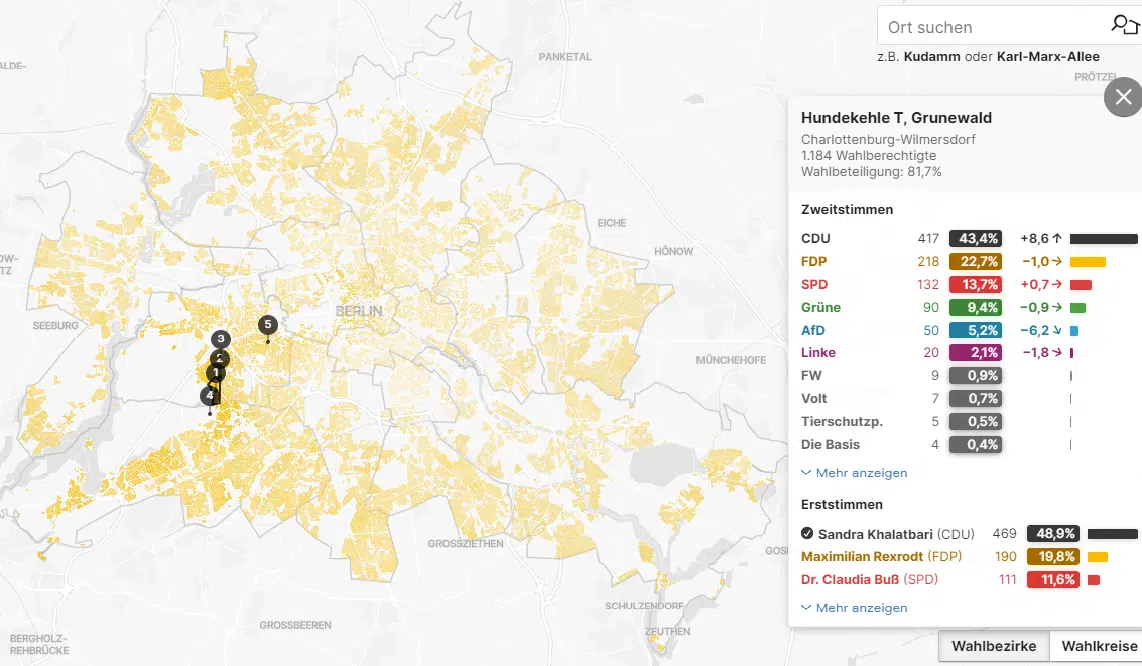 Ort suchen
z.B. Kudamm oder Karl-Marx-Allee
PANKETAL
PRÖTZEL
ALDE-
Hundekehle T, Grunewald
Charlottenburg-Wilmersdorf
1.184 Wahlberechtigte
Wahlbeteiligung: 81,7%
Zweitstimmen
CDU 417 43,4% +8,6 ↑
FDP 218 22,7% −1,0 →
SPD 132 13,7% +0,7 →
Grüne 90 9,4% −0,9 →
AfD 50 5,2% −6,2 ↘
Linke 20 2,1% −1,8 →
FW 9 0,9%
Volt 7 0,7%
Tierschutzp. 5 0,5%
Die Basis 4 0,4%
Mehr anzeigen
Erststimmen
Sandra Khalatbari (CDU) 469 48,9%
Maximilian Rexrodt (FDP) 190 19,8%
Dr. Claudia Buß (SPD) 111 11,6%
Mehr anzeigen
EICHE
HÖNOW
OW-
TZ
BERLIN
SEEBURG
5
3
2
1
4
MÜNCHEHOFE
GROSSZIETHEN
GOS
SCHULZENDORF
GROSSBEEREN
ZEUTHEN
BERGHOLZ-
REHBRÜCKE
Wahlbezirke
Wahlkreise